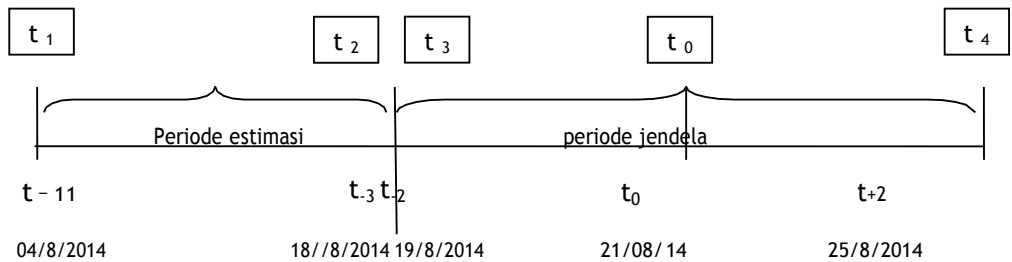 t 1 t 2 t 3 t 0 t 4
Periode estimasi periode jendela
t - 11 t-3 t-2 t0 t+2
04/8/2014 18//8/2014 19/8/2014 21/08/ 14 25/8/2014